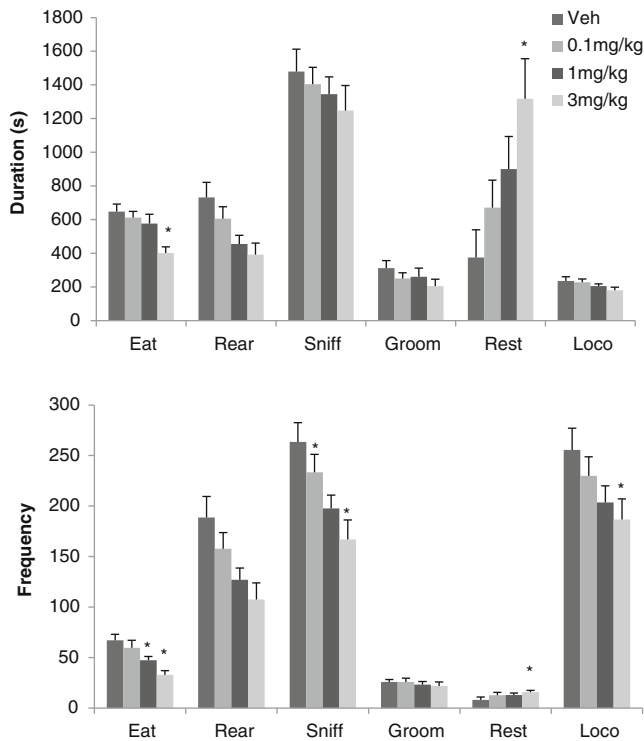 Veh
0.1mg/kg
1mg/kg
3mg/kg
Duration (s)
1800
1600
1400
1200
1000
800
600
400
200
0
*
*
Eat Rear Sniff Groom Rest Loco
Frequency
300
250
200
150
100
50
0
* * * * * *
Eat Rear Sniff Groom Rest Loco